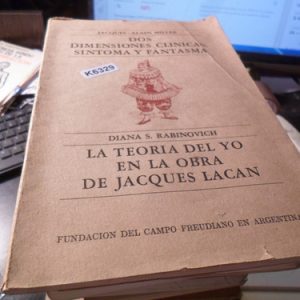 JACQUES - ALAIN MILLER
DOS
DIMENSIONES CLINICAS:
SINTOMA Y FANTASMA
K6329
DIANA S. RABINOVICH
LA TEORIA DEL YO
EN LA OBRA
DE JACQUES LACAN
FUNDACION DEL CAMPO FREUDIANO EN ARGENTINA